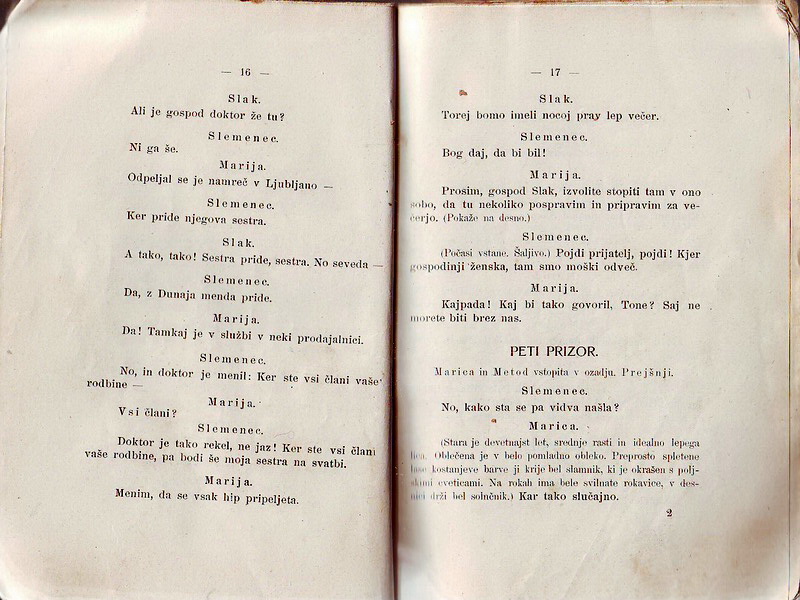 — 16 —
Slak.
Ali je gospod doktor že tu?
Slemenec.
Ni ga še.
Marija.
Odpeljal se je namreč v Ljubljano —
Slemenec.
Ker pride njegova sestra.
Slak.
A tako, tako! Sestra pride, sestra. No seveda —
Slemenec.
Da, z Dunaja menda pride.
Marija.
Da! Tamkaj je v službi v neki prodajalnici.
Slemenec.
No, in doktor je menil: Ker ste vsi člani vaše
rodbine —
Marija.
Vsi člani?
Slemenec.
Doktor je tako rekel, ne jaz! Ker ste vsi člani
vaše rodbine, pa bodi še moja sestra na svatbi.
Marija.
Menim, da se vsak hip pripeljeta.
— 17 —
Slak.
Torej bomo imeli nocoj pray lep večer.
Slemenec.
Bog daj, da bi bil!
Marija.
Prosim, gospod Slak, izvolite stopiti tam v ono
sobo, da tu nekoliko pospravim in pripravim za ve-
čerjo. (Pokaže na desno.)
Slemenec.
(Počasi vstane. Šaljivo.) Pojdi prijatelj, pojdi! Kjer
gospodinji ženska, tam smo moški odveč.
Marija.
Kajpada! Kaj bi tako govoril, Tone? Saj ne
morete biti brez nas.
PETI PRIZOR.
Marica in Metod vstopita v ozadju. Prejšnji.
Slemenec.
No, kako sta se pa vidva našla?
Marica.
(Stara je devetnajst let, srednje rasti in idealno lepega
lica. Oblečena je v belo pomladno obleko. Preprosto spletene
lase kostanjeve barve ji krije bel slamnik, ki je okrašen s polj-
skimi cveticami. Na rokah ima bele svilnate rokavice, v des-
nici drži bel solnčnik.) Kar tako slučajno.
2